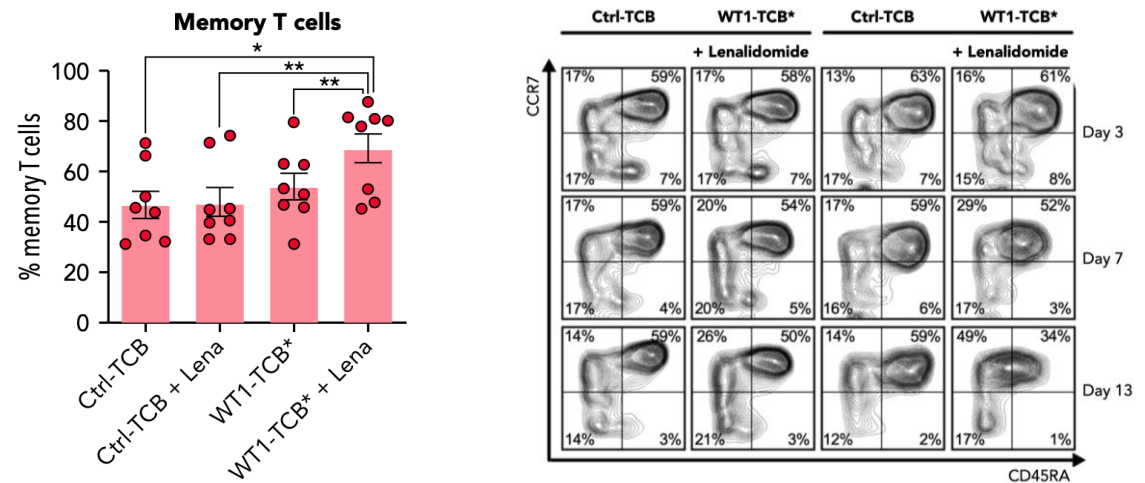 Memory T cells
*
**
**
% memory T cells
100
80
60
40
20
0
Ctrl-TCB
Ctrl-TCB + Lena
WT1-TCB*
WT1-TCB* + Lena
Ctrl-TCB WT1-TCB* Ctrl-TCB WT1-TCB*
+ Lenalidomide + Lenalidomide
CCR7
17% 59% 17% 58% 13% 63% 16% 61%
Day 3
17% 7% 17% 7% 17% 7% 15% 8%
17% 59% 20% 54% 17% 59% 29% 52%
Day 7
17% 4% 20% 5% 16% 6% 17% 3%
14% 59% 26% 50% 14% 59% 49% 34%
Day 13
14% 3% 21% 3% 12% 2% 17% 1%
CD45RA